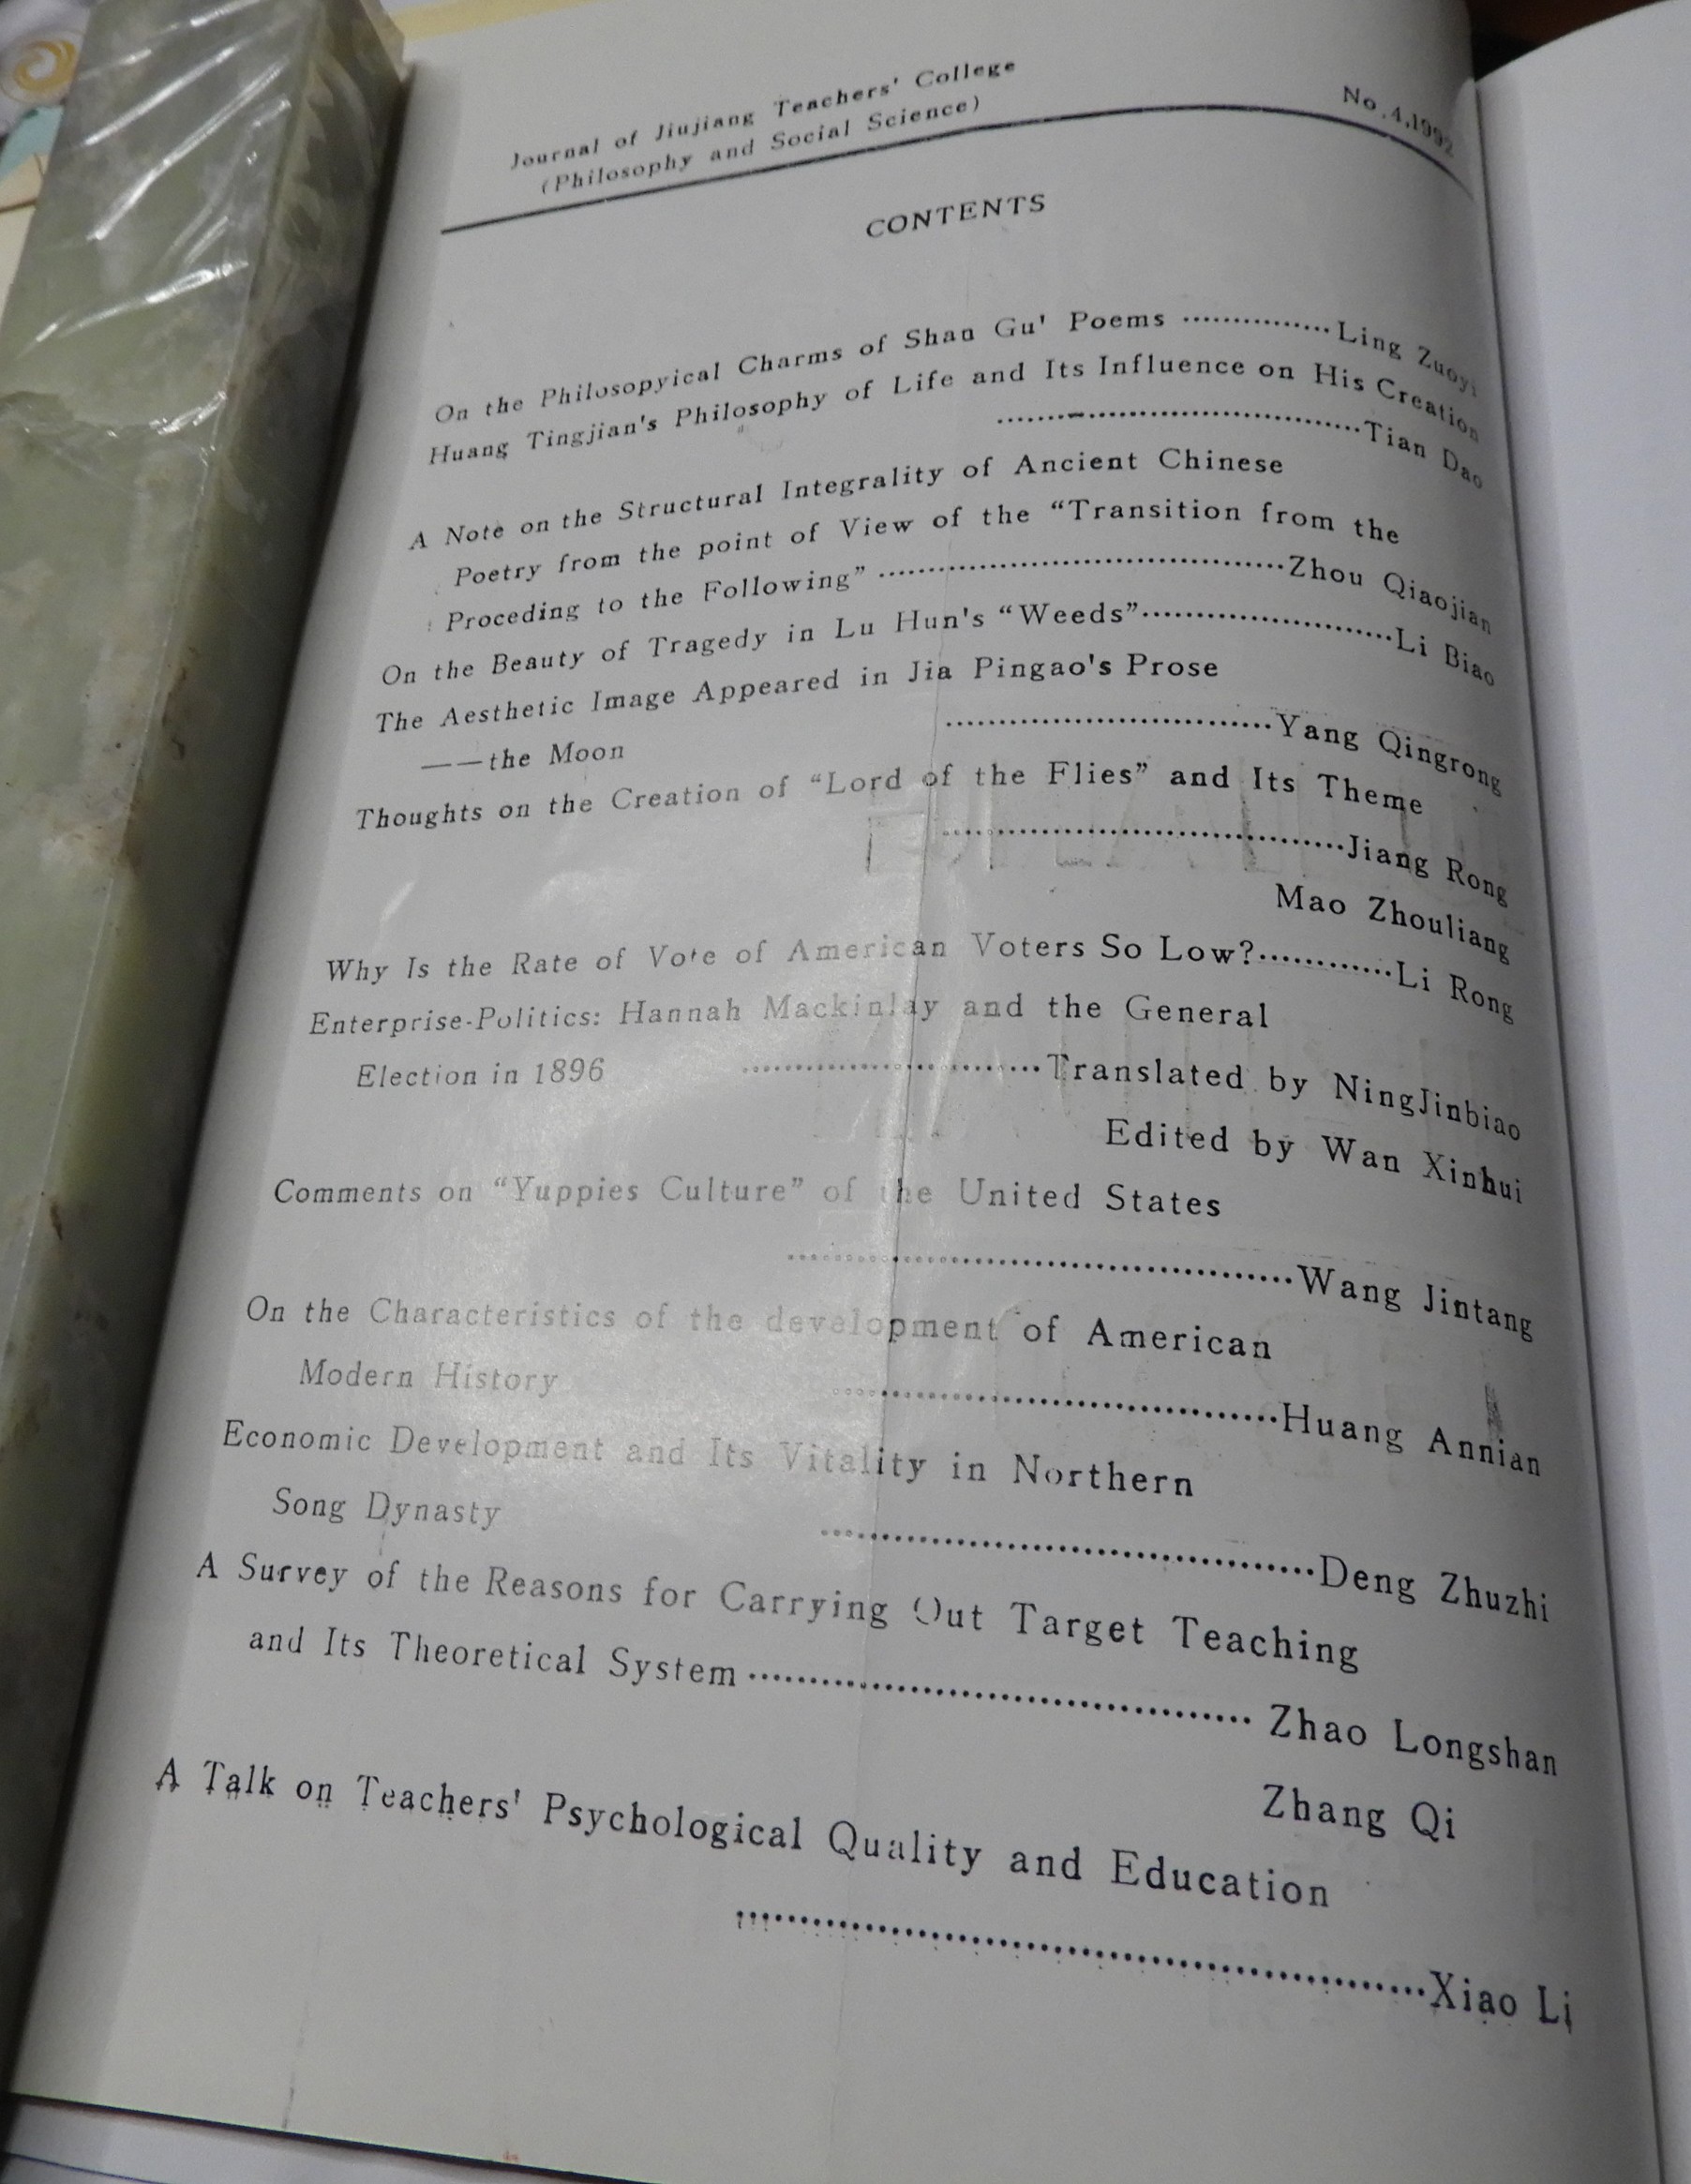 Journal of Jiujiang Teachers' College
(Philosophy and Social Science)
No.4.1992
CONTENTS
On the Philosopyical Charms of Shan Gu' Poems ··············· Ling Zuoyi
Huang Tingjian's Philosophy of Life and Its Influence on His Creation
···································Tian Dao
A Note on the Structural Integrality of Ancient Chinese
Poetry from the point of View of the “Transition from the
Proceding to the Following” ········································Zhou Qiaojian
On the Beauty of Tragedy in Lu Hun's “Weeds”·························Li Biao
The Aesthetic Image Appeared in Jia Pingao's Prose
——the Moon ································Yang Qingrong
Thoughts on the Creation of “Lord of the Flies” and Its Theme
·······································Jiang Rong
Mao Zhouliang
Why Is the Rate of Vote of American Voters So Low?············Li Rong
Enterprise-Politics: Hannah Mackinlay and the General
Election in 1896 ··························Translated by NingJinbiao
Edited by Wan Xinhui
Comments on “Yuppies Culture” of the United States
···········································Wang Jintang
On the Characteristics of the development of American
Modern History ·····································Huang Annian
Economic Development and Its Vitality in Northern
Song Dynasty ·········································Deng Zhuzhi
A Survey of the Reasons for Carrying Out Target Teaching
and Its Theoretical System ········································· Zhao Longshan
Zhang Qi
A Talk on Teachers' Psychological Quality and Education
·······················································Xiao Li